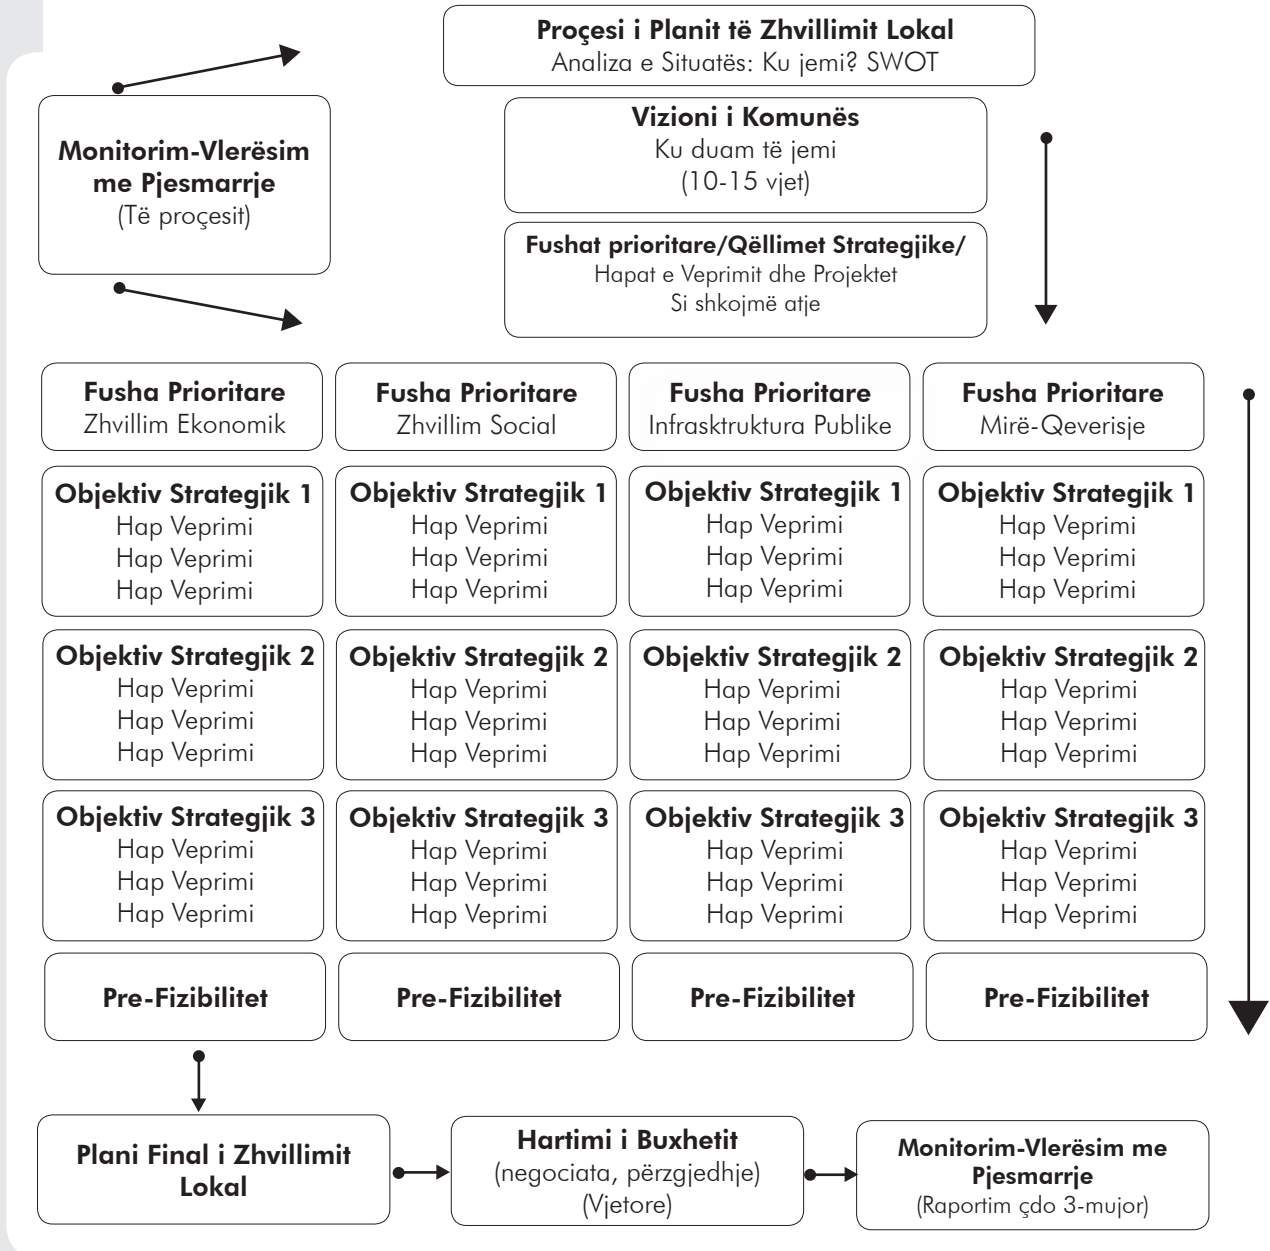 Proçesi i Planit të Zhvillimit Lokal
Analiza e Situatës: Ku jemi? SWOT
Monitorim-Vlerësim
me Pjesmarrje
(Të proçesit)
Vizioni i Komunës
Ku duam të jemi
(10-15 vjet)
Fushat prioritare/Qëllimet Strategjike/
Hapat e Veprimit dhe Projektet
Si shkojmë atje
Fusha Prioritare
Zhvillim Ekonomik
Fusha Prioritare
Zhvillim Social
Fusha Prioritare
Infrasktruktura Publike
Fusha Prioritare
Mirë-Qeverisje
Objektiv Strategjik 1
Hap Veprimi
Hap Veprimi
Hap Veprimi
Objektiv Strategjik 1
Hap Veprimi
Hap Veprimi
Hap Veprimi
Objektiv Strategjik 1
Hap Veprimi
Hap Veprimi
Hap Veprimi
Objektiv Strategjik 1
Hap Veprimi
Hap Veprimi
Hap Veprimi
Objektiv Strategjik 2
Hap Veprimi
Hap Veprimi
Hap Veprimi
Objektiv Strategjik 2
Hap Veprimi
Hap Veprimi
Hap Veprimi
Objektiv Strategjik 2
Hap Veprimi
Hap Veprimi
Hap Veprimi
Objektiv Strategjik 2
Hap Veprimi
Hap Veprimi
Hap Veprimi
Objektiv Strategjik 3
Hap Veprimi
Hap Veprimi
Hap Veprimi
Objektiv Strategjik 3
Hap Veprimi
Hap Veprimi
Hap Veprimi
Objektiv Strategjik 3
Hap Veprimi
Hap Veprimi
Hap Veprimi
Objektiv Strategjik 3
Hap Veprimi
Hap Veprimi
Hap Veprimi
Pre-Fizibilitet
Pre-Fizibilitet
Pre-Fizibilitet
Pre-Fizibilitet
Plani Final i Zhvillimit
Lokal
Hartimi i Buxhetit
(negociata, përzgjedhje)
(Vjetore)
Monitorim-Vlerësim me
Pjesmarrje
(Raportim çdo 3-mujor)